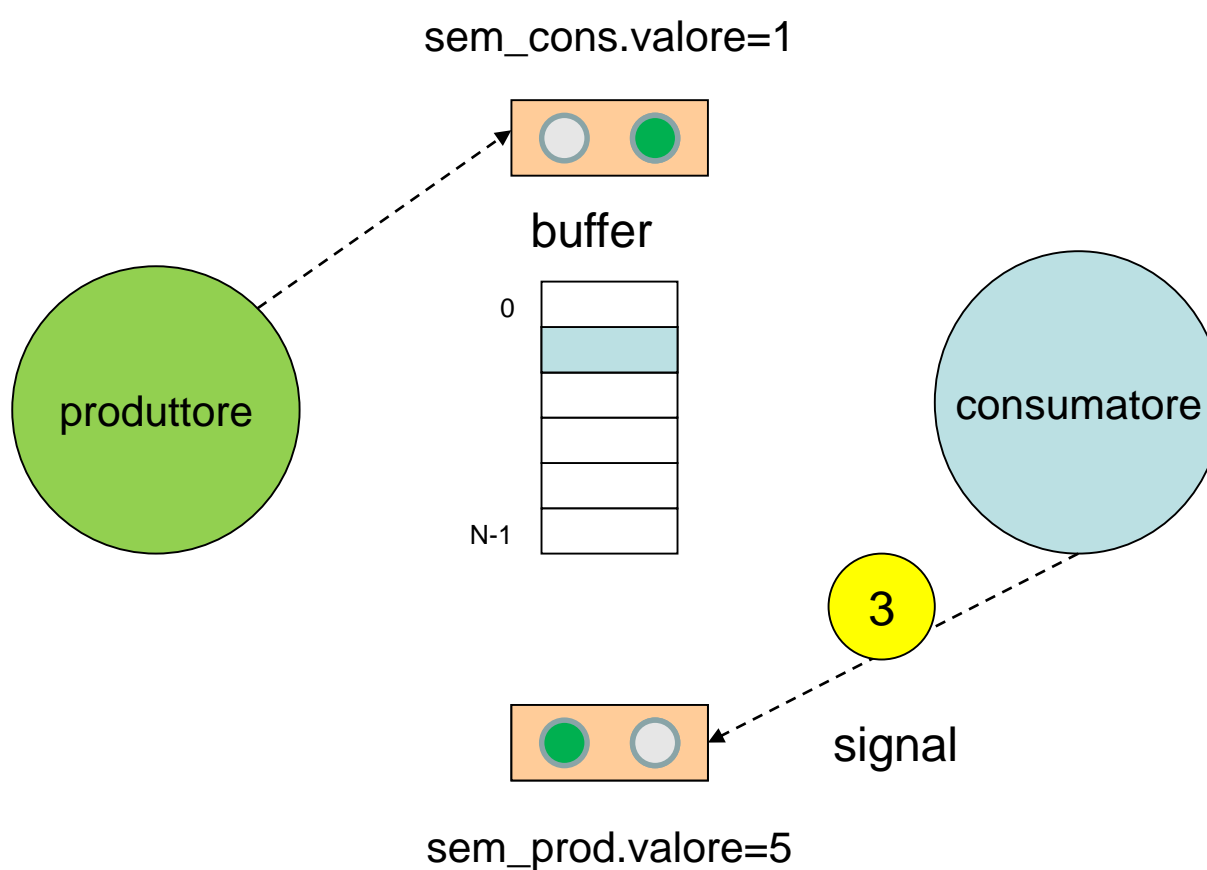 sem_cons.valore=1
buffer
0
produttore
consumatore
N-1
3
signal
sem_prod.valore=5